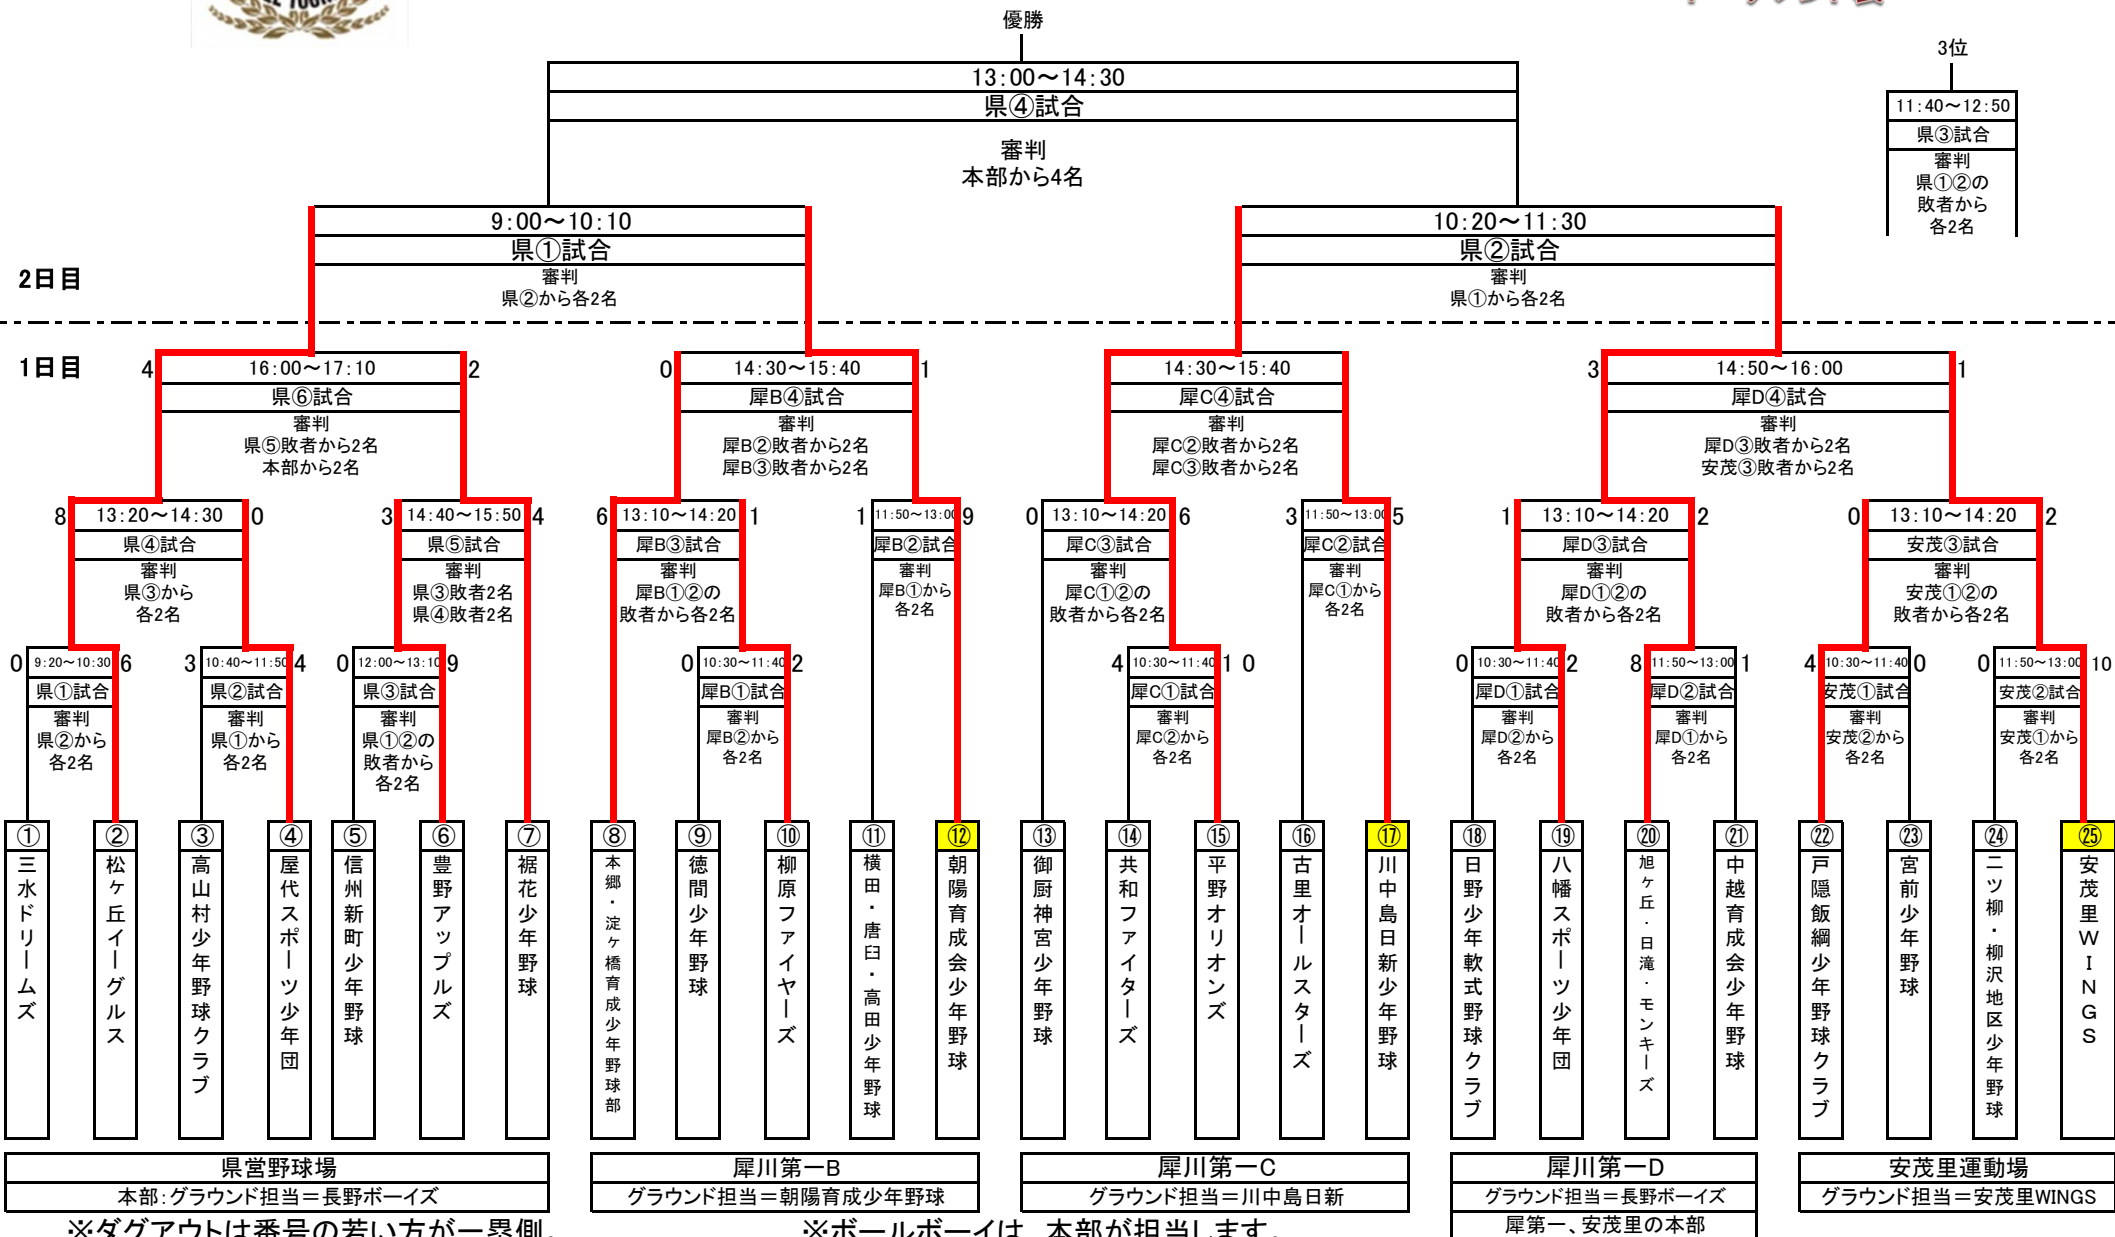 優勝
3位
13:00～14:30
県④試合
審判
本部から4名
11:40～12:50
県③試合
審判
県①②の
敗者から
各2名
9:00～10:10
県①試合
審判
県②から各2名
10:20～11:30
県②試合
審判
県①から各2名
2日目
1日目
4 16:00～17:10 2
県⑥試合
審判
県⑤敗者から2名
本部から2名
0 14:30～15:40 1
犀B④試合
審判
犀B②敗者から2名
犀B③敗者から2名
14:30～15:40
犀C④試合
審判
犀C②敗者から2名
犀C③敗者から2名
3 14:50～16:00 1
犀D④試合
審判
犀D③敗者から2名
安茂③敗者から2名
8 13:20～14:30 0
県④試合
審判
県③から
各2名
3 14:40～15:50 4
県⑤試合
審判
県③敗者2名
県④敗者2名
6 13:10～14:20 1
犀B③試合
審判
犀B①②の
敗者から各2名
1 11:50～13:00 9
犀B②試合
審判
犀B①から
各2名
0 13:10～14:20 6
犀C③試合
審判
犀C①②の
敗者から各2名
3 11:50～13:00 5
犀C②試合
審判
犀C①から
各2名
1 13:10～14:20 2
犀D③試合
審判
犀D①②の
敗者から各2名
0 13:10～14:20 2
安茂③試合
審判
安茂①②の
敗者から各2名
0 9:20～10:30 6
県①試合
審判
県②から
各2名
3 10:40～11:50 4
県②試合
審判
県①から
各2名
0 12:00～13:10 9
県③試合
審判
県①②の
敗者から
各2名
0 10:30～11:40 2
犀B①試合
審判
犀B②から
各2名
4 10:30～11:40 1 0
犀C①試合
審判
犀C②から
各2名
0 10:30～11:40 2
犀D①試合
審判
犀D②から
各2名
8 11:50～13:00 1
犀D②試合
審判
犀D①から
各2名
4 10:30～11:40 0
安茂①試合
審判
安茂②から
各2名
0 11:50～13:00 10
安茂②試合
審判
安茂①から
各2名
① 三水ドリームズ
② 松ヶ丘イーグルス
③ 高山村少年野球クラブ
④ 屋代スポーツ少年団
⑤ 信州新町少年野球
⑥ 豊野アップルズ
⑦ 裾花少年野球
⑧ 本郷・淀ヶ橋育成少年野球部
⑨ 徳間少年野球
⑩ 柳原ファイヤーズ
⑪ 横田・唐臼・高田少年野球
⑫ 朝陽育成会少年野球
⑬ 御厨神宮少年野球
⑭ 共和ファイターズ
⑮ 平野オリオンズ
⑯ 古里オールスターズ
⑰ 川中島日新少年野球
⑱ 日野少年軟式野球クラブ
⑲ 八幡スポーツ少年団
⑳ 旭ヶ丘・日滝・モンキーズ
㉑ 中越育成会少年野球
㉒ 戸隠飯綱少年野球クラブ
㉓ 宮前少年野球
㉔ 二ツ柳・柳沢地区少年野球
㉕ 安茂里WINGS
県営野球場
本部:グラウンド担当＝長野ボーイズ
犀川第一B
グラウンド担当＝朝陽育成少年野球
犀川第一C
グラウンド担当＝川中島日新
犀川第一D
グラウンド担当＝長野ボーイズ
犀第一、安茂里の本部
安茂里運動場
グラウンド担当＝安茂里WINGS
※ダグアウトは番号の若い方が一塁側。
※ボールボーイは、本部が担当します。